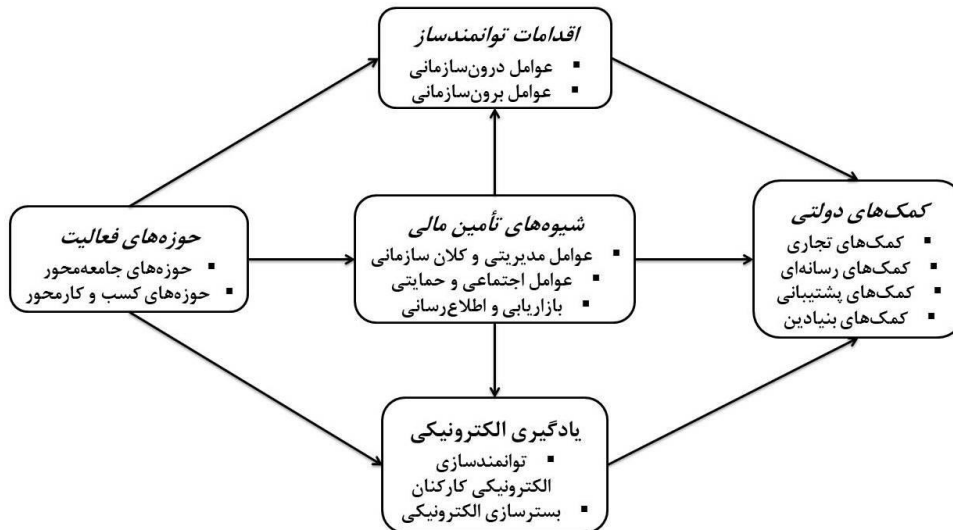 اقدامات توانمندساز
▪ عوامل درون‌سازمانی
▪ عوامل برون‌سازمانی
کمک‌های دولتی
▪ کمک‌های تجاری
▪ کمک‌های رسانه‌ای
▪ کمک‌های پشتیبانی
▪ کمک‌های بنیادین
شیوه‌های تأمین مالی
▪ عوامل مدیریتی و کلان سازمانی
▪ عوامل اجتماعی و حمایتی
▪ بازاریابی و اطلاع‌رسانی
حوزه‌های فعالیت
▪ حوزه‌های جامعه‌محور
▪ حوزه‌های کسب و کارمحور
یادگیری الکترونیکی
▪ توانمندسازی
الکترونیکی کارکنان
▪ بسترسازی الکترونیکی